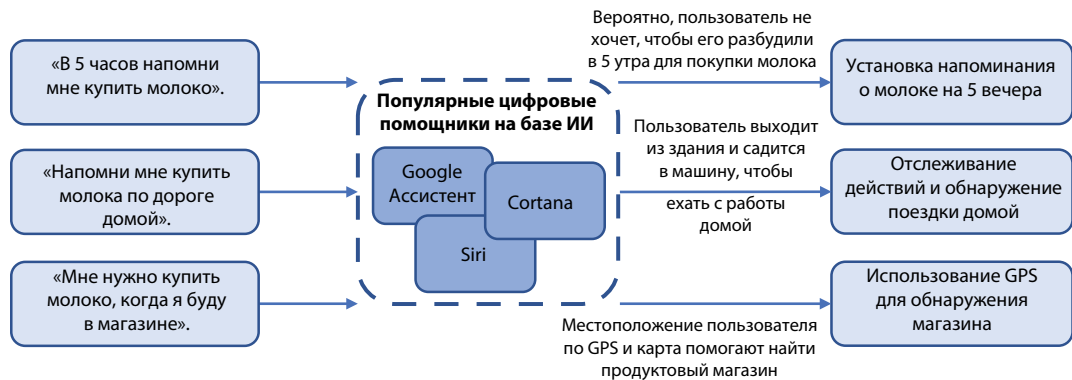 «В 5 часов напомни
мне купить молоко».
«Напомни мне купить
молока по дороге
домой».
«Мне нужно купить
молоко, когда я буду
в магазине».
Популярные цифровые
помощники на базе ИИ
Google
Ассистент
Cortana
Siri
Вероятно, пользователь не
хочет, чтобы его разбудили
в 5 утра для покупки молока
Пользователь выходит
из здания и садится
в машину, чтобы
ехать с работы
домой
Местоположение пользователя
по GPS и карта помогают найти
продуктовый магазин
Установка напоминания
о молоке на 5 вечера
Отслеживание
действий и обнаружение
поездки домой
Использование GPS
для обнаружения
магазина